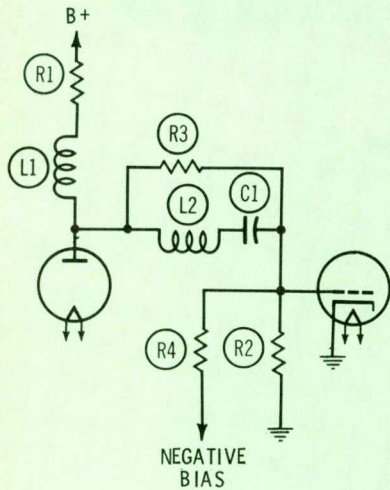 B+
R1
R3
L1
L2
C1
R4
R2
NEGATIVE
BIAS